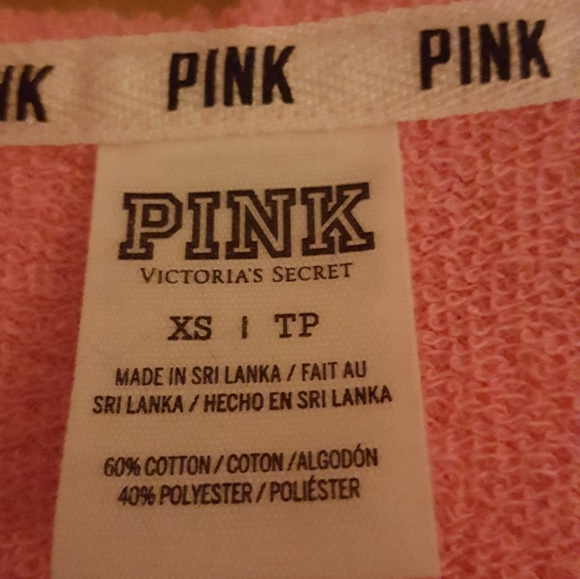 PINK PINK
PINK
VICTORIA'S SECRET
XS | TP
MADE IN SRI LANKA / FAIT AU
SRI LANKA / HECHO EN SRI LANKA
60% COTTON / COTON / ALGODÓN
40% POLYESTER / POLIÉSTER